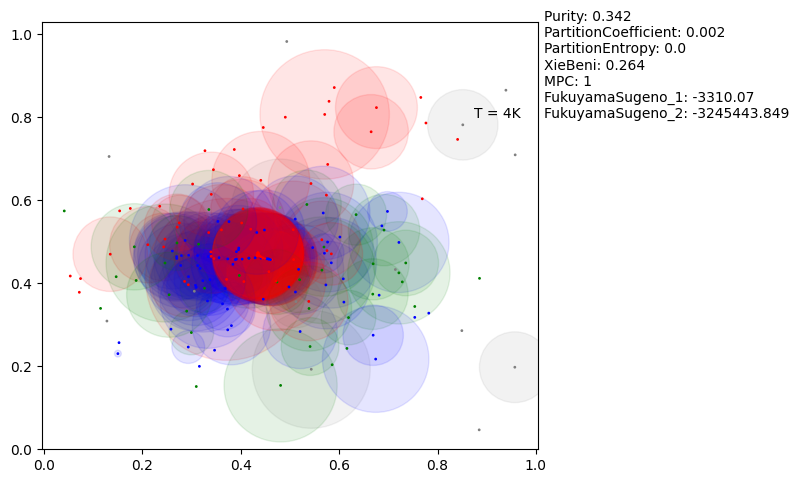 Purity: 0.342
PartitionCoefficient: 0.002
PartitionEntropy: 0.0
XieBeni: 0.264
MPC: 1
FukuyamaSugeno_1: -3310.07
FukuyamaSugeno_2: -3245443.849
T = 4K
1.0
0.8
0.6
0.4
0.2
0.0
0.0 0.2 0.4 0.6 0.8 1.0